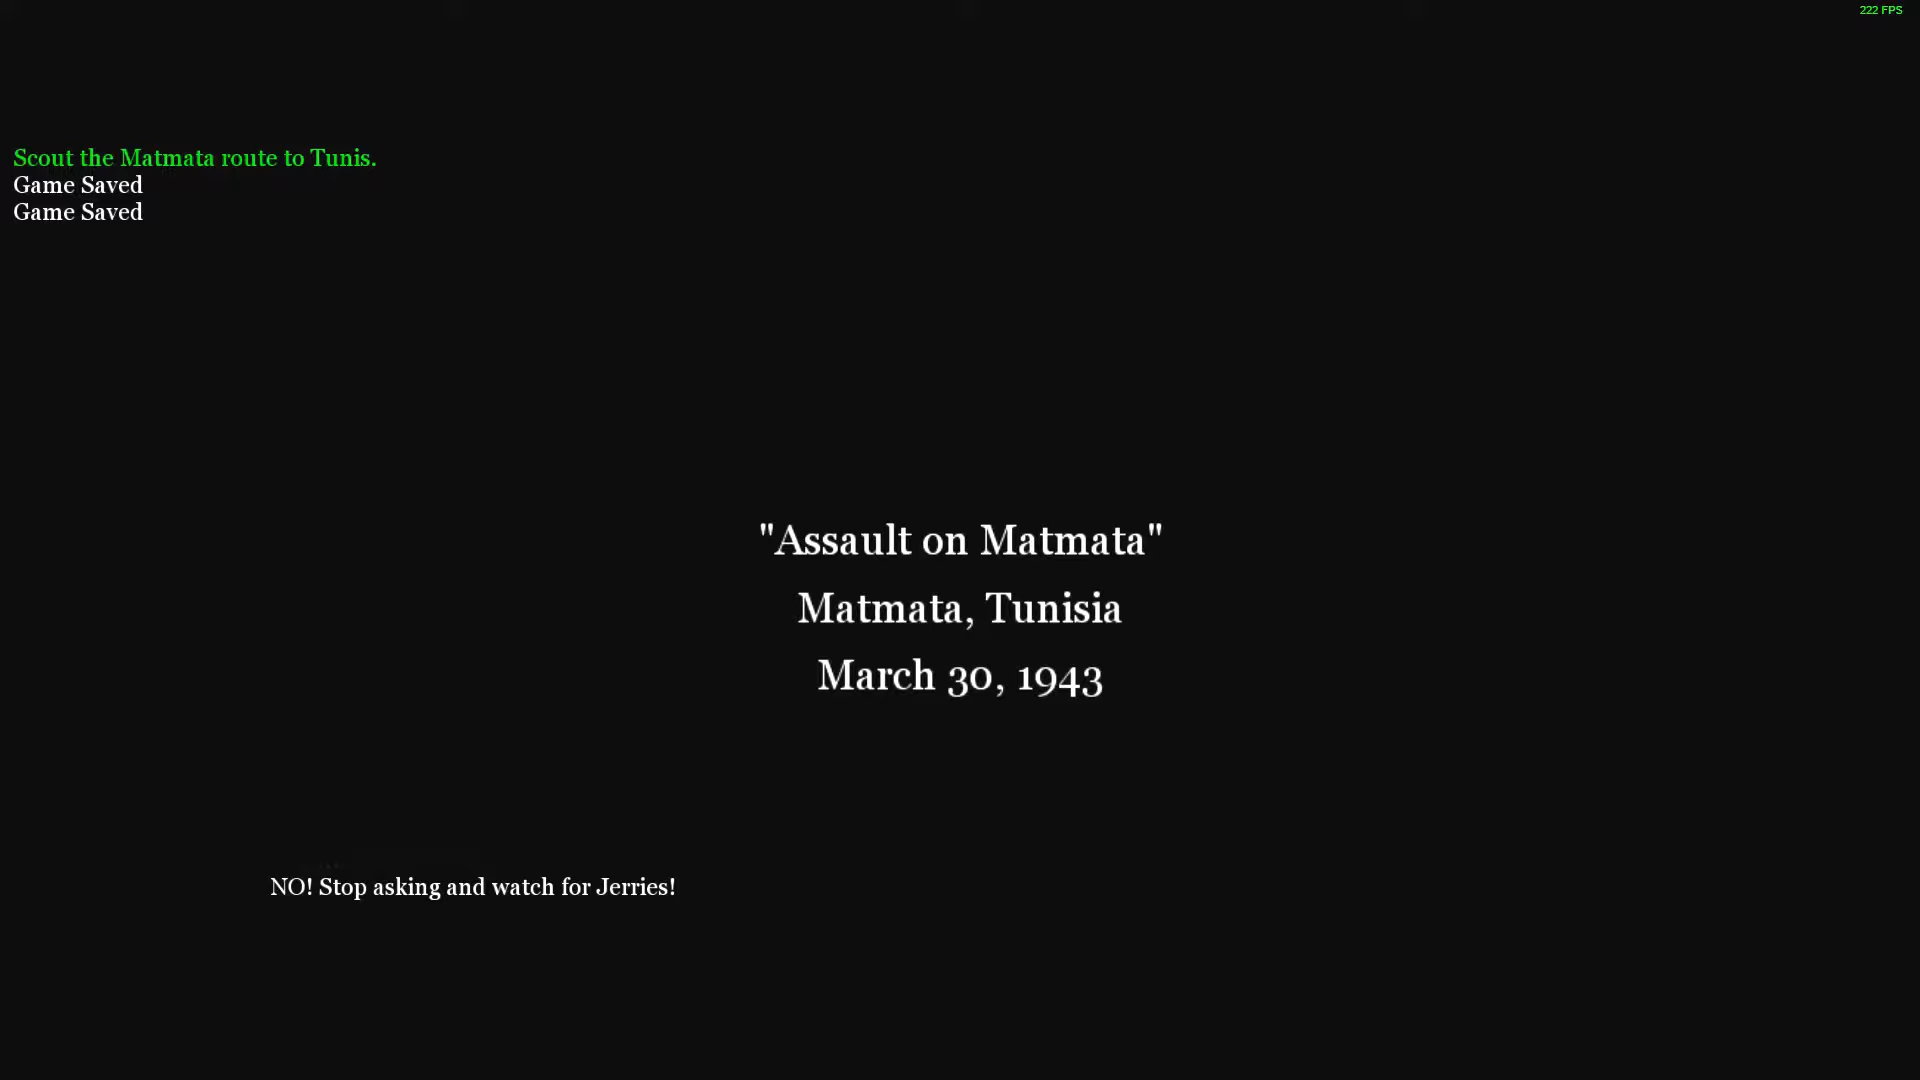 222 FPS
Scout the Matmata route to Tunis.
Game Saved
Game Saved
"Assault on Matmata"
Matmata, Tunisia
March 30, 1943
NO! Stop asking and watch for Jerries!